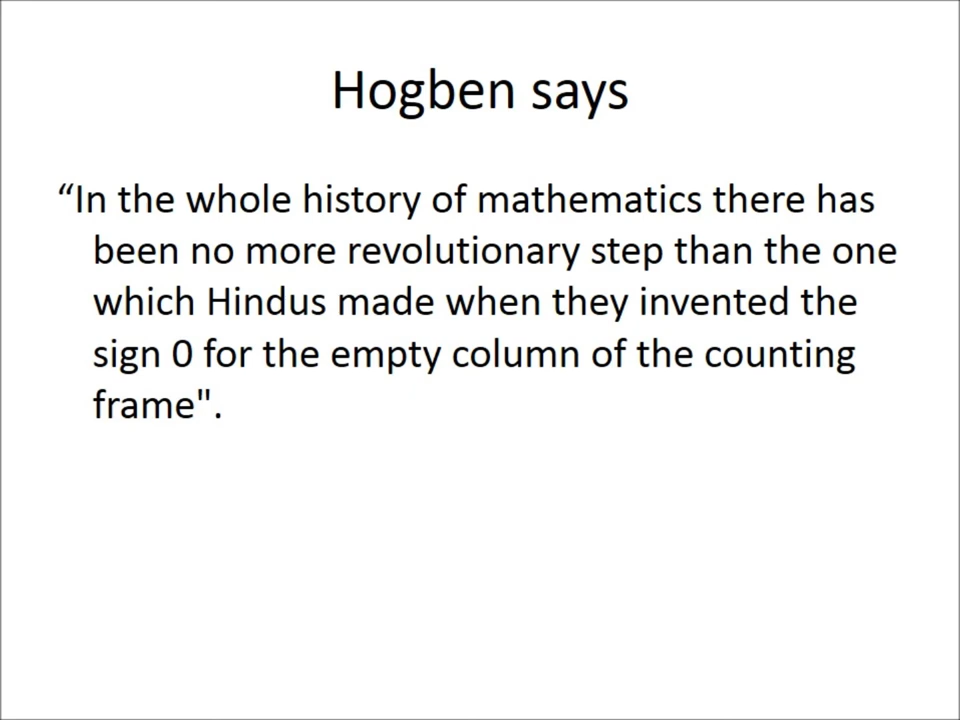 Hogben says
“In the whole history of mathematics there has
been no more revolutionary step than the one
which Hindus made when they invented the
sign 0 for the empty column of the counting
frame".